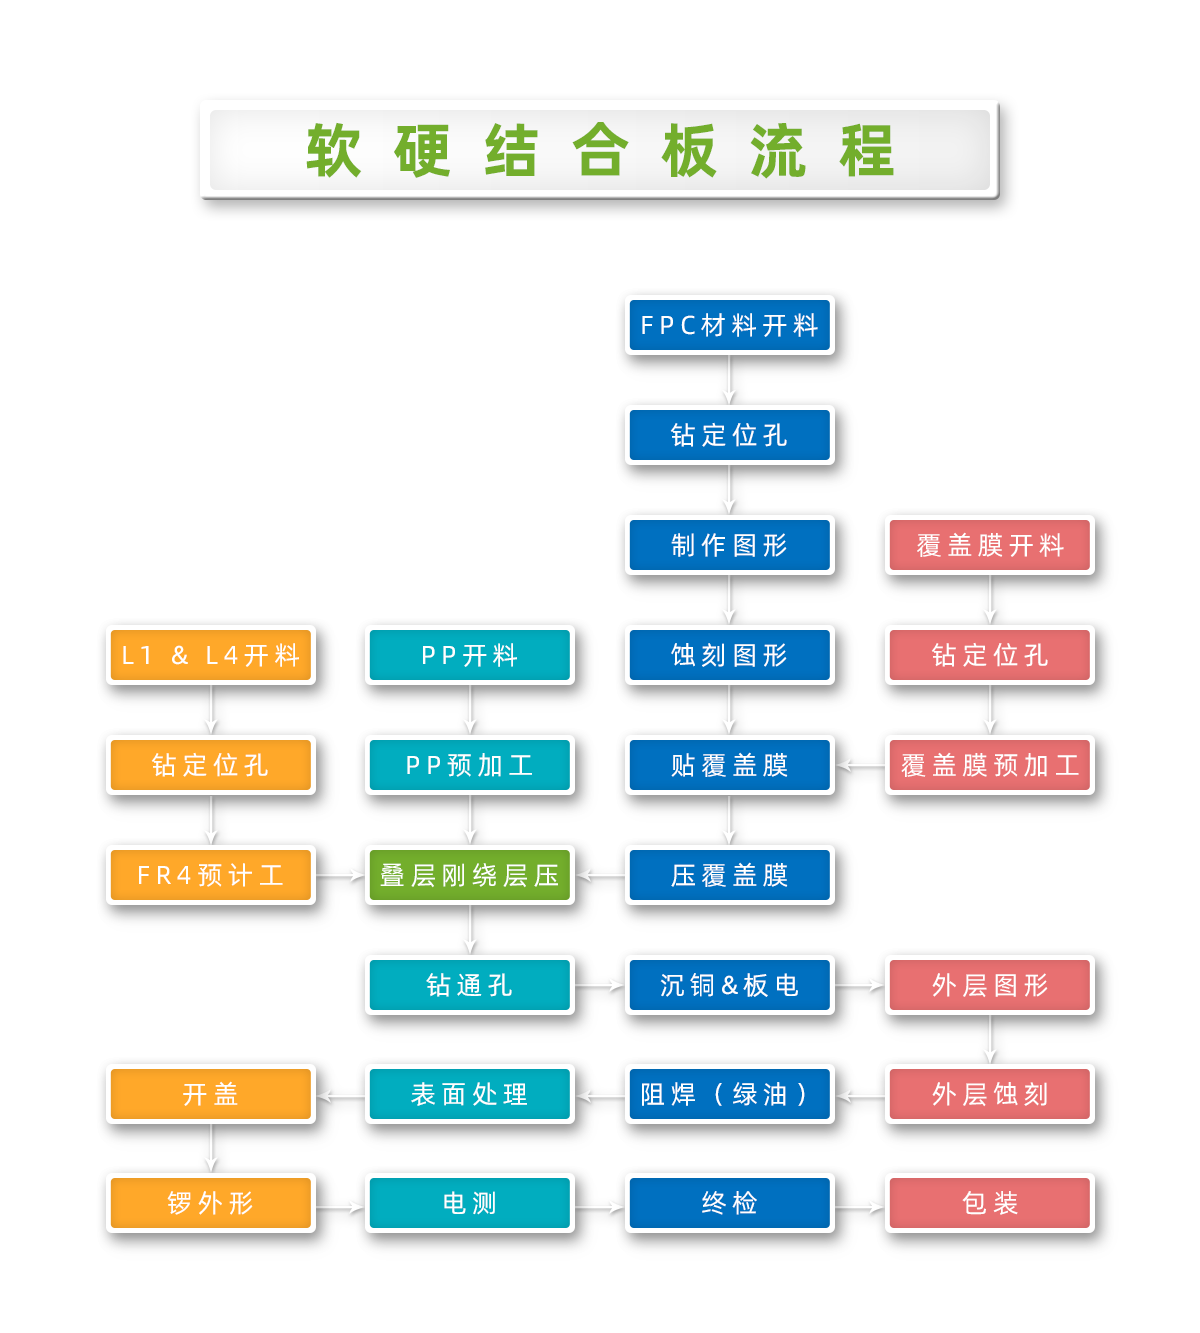 软硬结合板流程
FPC材料开料
钻定位孔
制作图形
覆盖膜开料
L1 & L4开料
PP开料
蚀刻图形
钻定位孔
钻定位孔
PP预加工
贴覆盖膜
覆盖膜预加工
FR4预计工
叠层刚绕层压
压覆盖膜
钻通孔
沉铜&板电
外层图形
开盖
表面处理
阻焊（绿油）
外层蚀刻
锣外形
电测
终检
包装